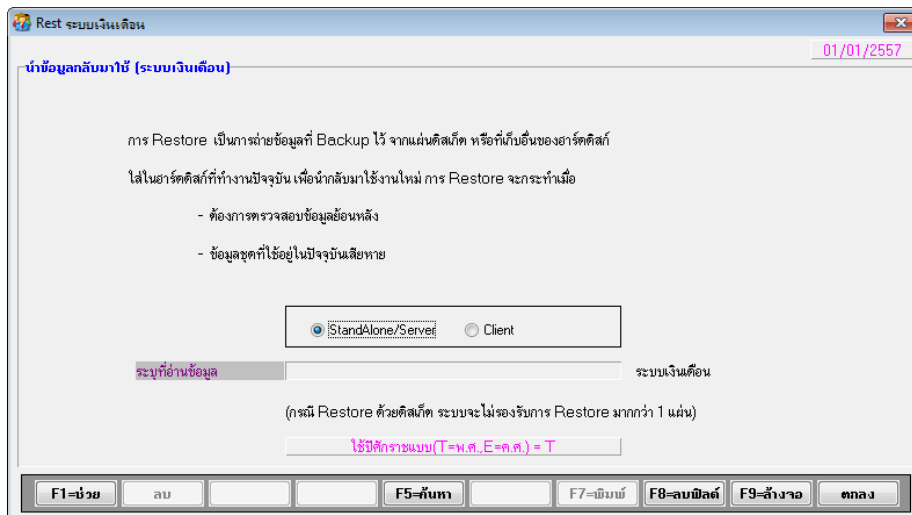 Rest ระบบเงินเดือน
01/01/2557
นำข้อมูลกลับมาใช้ (ระบบเงินเดือน)
การ Restore เป็นการถ่ายข้อมูลที่ Backup ไว้ จากแผ่นดิสเก็ต หรือที่เก็บอื่นของฮาร์ดดิสก์
ใส่ในฮาร์ดดิสก์ที่ทำงานปัจจุบัน เพื่อนำกลับมาใช้งานใหม่ การ Restore จะกระทำเมื่อ
- ต้องการตรวจสอบข้อมูลย้อนหลัง
- ข้อมูลชุดที่ใช้อยู่ในปัจจุบันเสียหาย
StandAlone/Server Client
ระบุที่อ่านข้อมูล ระบบเงินเดือน
(กรณี Restore ด้วยดิสเก็ต ระบบจะไม่รองรับการ Restore มากกว่า 1 แผ่น)
ใช้ปีศักราชแบบ(T=พ.ศ.,E=ค.ศ.) = T
F1=ช่วย ลบ F5=ค้นหา F7=พิมพ์ F8=ลบฟิลด์ F9=ล้างจอ ตกลง